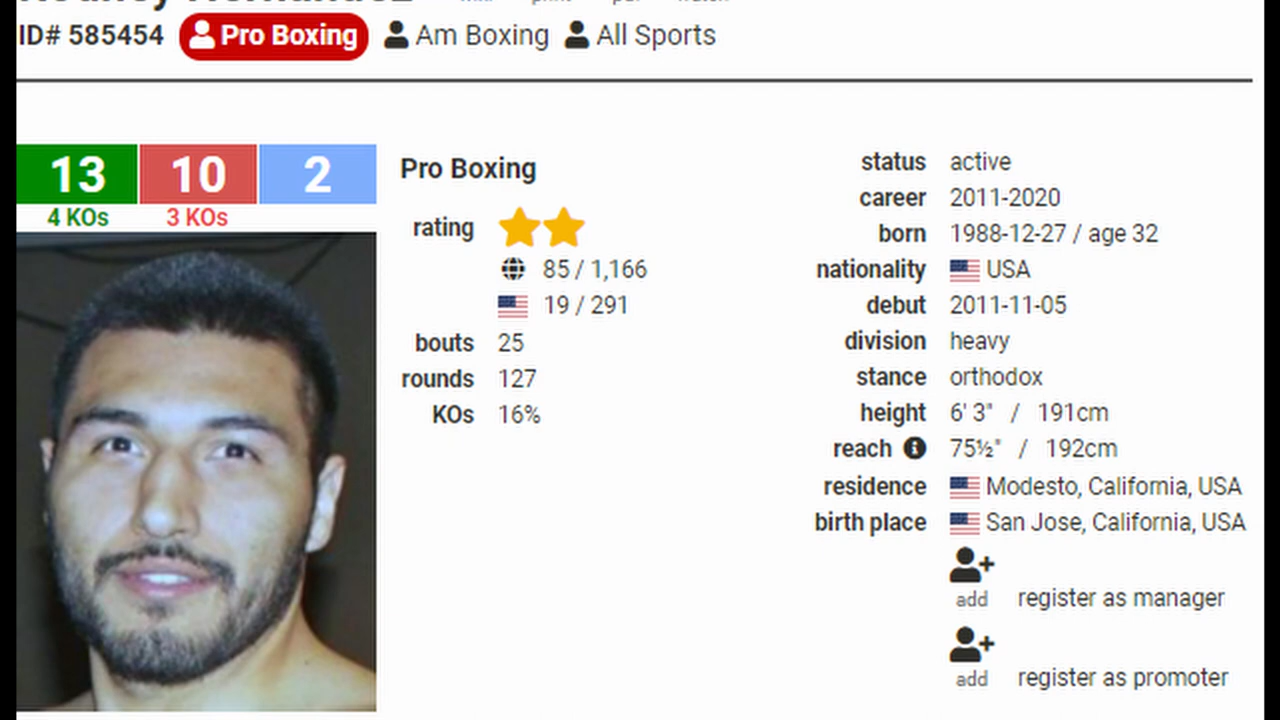 ID# 585454 Pro Boxing Am Boxing All Sports
13 10 2
4 KOs 3 KOs
Pro Boxing
rating
85 / 1,166
19 / 291
bouts 25
rounds 127
KOs 16%
status active
career 2011-2020
born 1988-12-27 / age 32
nationality USA
debut 2011-11-05
division heavy
stance orthodox
height 6' 3" / 191cm
reach 75½" / 192cm
residence Modesto, California, USA
birth place San Jose, California, USA
add register as manager
add register as promoter